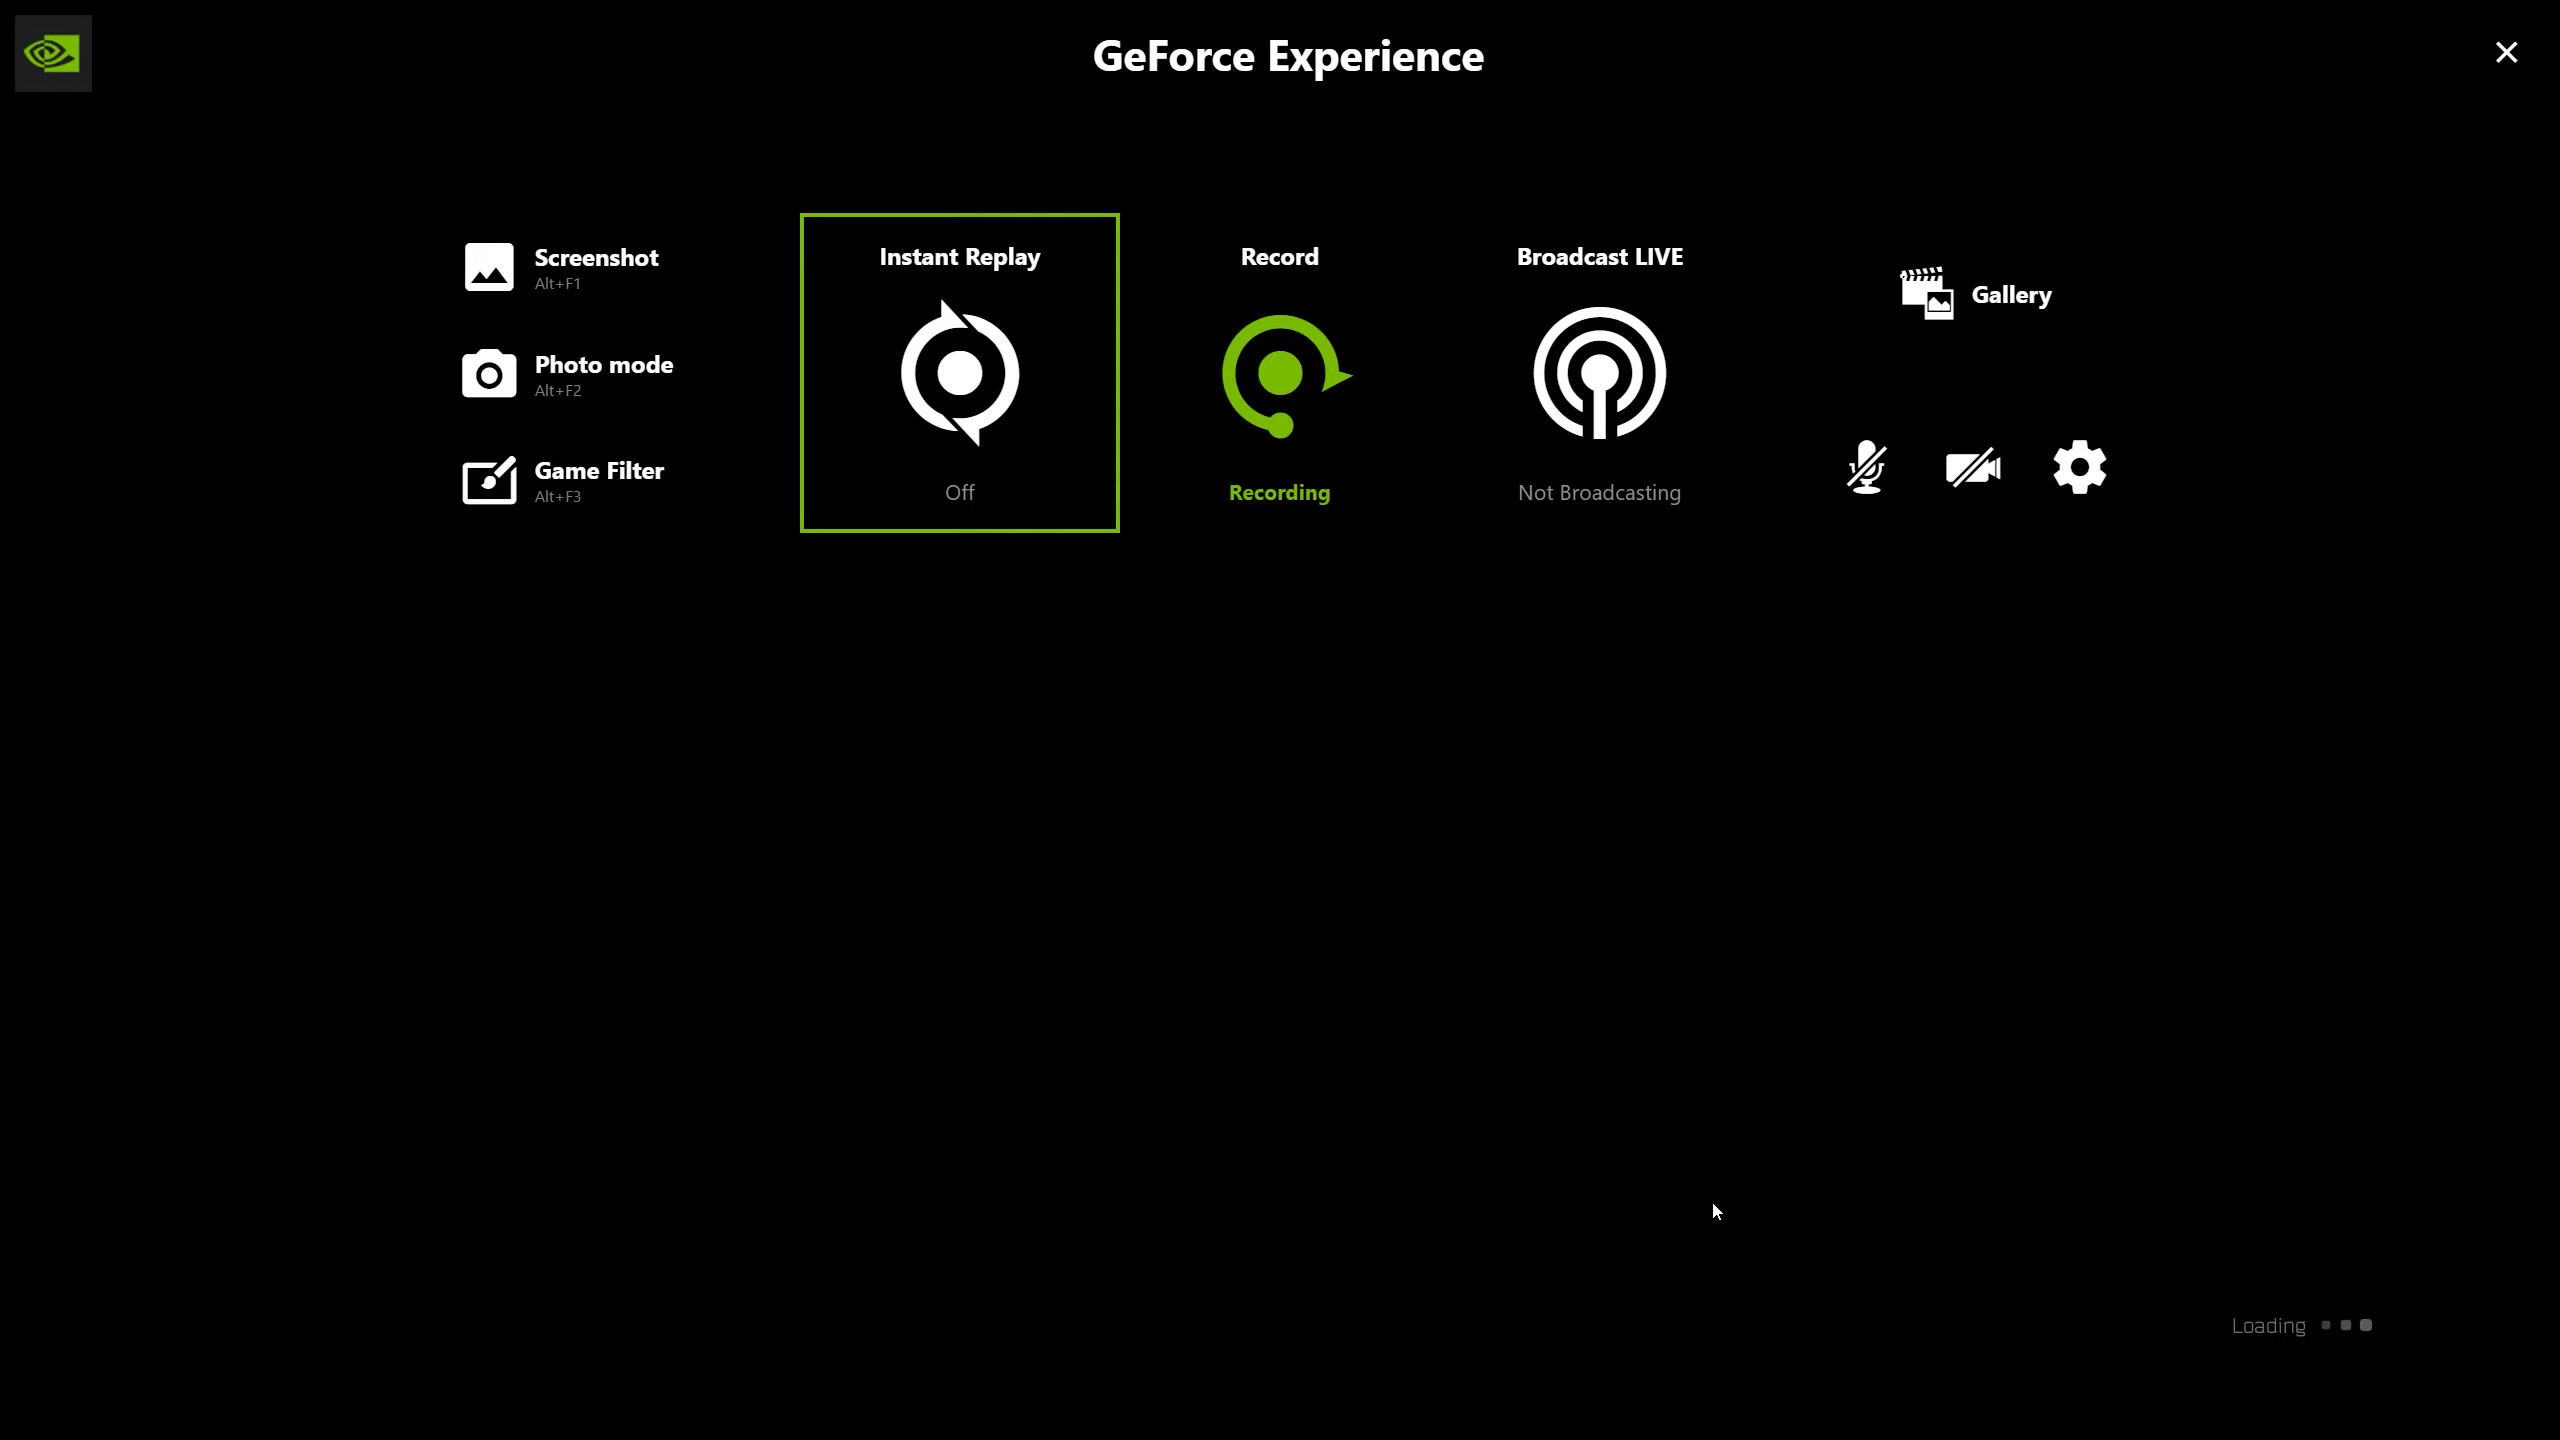 GeForce Experience
Screenshot
Alt+F1
Photo mode
Alt+F2
Game Filter
Alt+F3
Instant Replay
Off
Record
Recording
Broadcast LIVE
Not Broadcasting
Gallery
Loading